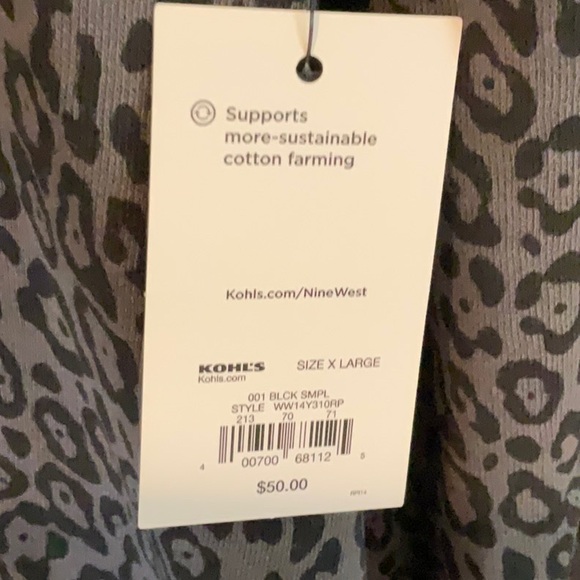 Supports
more-sustainable
cotton farming
Kohls.com/NineWest
KOHL'S SIZE X LARGE
Kohls.com
001 BLCK SMPL
STYLE WW14Y310RP
213 70 71
4 00700 68112 5
$50.00